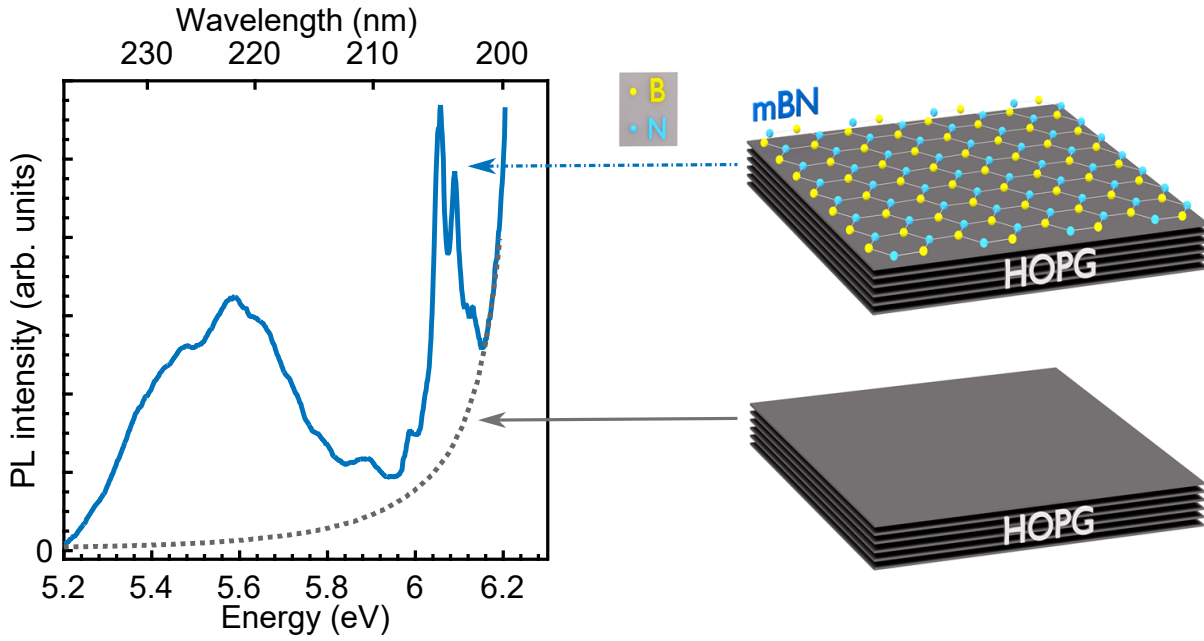 Wavelength (nm)
230 220 210 200
PL intensity (arb. units)
0
5.2 5.4 5.6 5.8 6 6.2
Energy (eV)
B
N
mBN
HOPG
HOPG